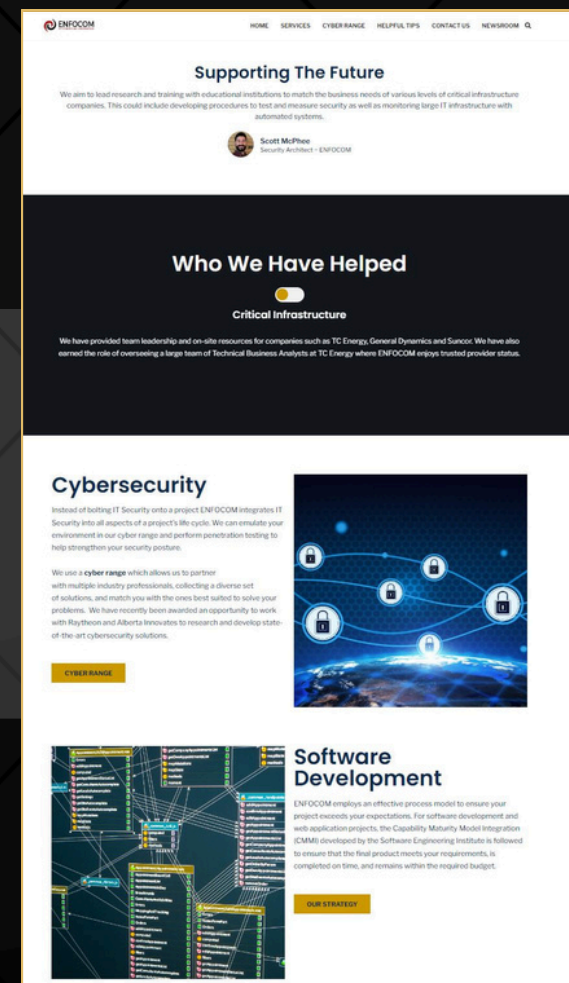 ENFOCOM
HOME SERVICES CYBER RANGE HELPFUL TIPS CONTACT US NEWSROOM
Supporting The Future
We aim to lead research and training with educational institutions to match the business needs of various levels of critical infrastructure
companies. This could include developing procedures to test and measure security as well as monitoring large IT infrastructure with
automated systems.
Scott McPhee
Security Architect – ENFOCOM
Who We Have Helped
Critical Infrastructure
We have provided team leadership and on-site resources for companies such as TC Energy, General Dynamics and Suncor. We have also
earned the role of overseeing a large team of Technical Business Analysts at TC Energy where ENFOCOM enjoys trusted provider status.
Cybersecurity
Instead of bolting IT Security onto a project ENFOCOM integrates IT
Security into all aspects of a project's life cycle. We can emulate your
environment in our cyber range and perform penetration testing to
help strengthen your security posture.
We use a cyber range which allows us to partner
with multiple industry professionals, collecting a diverse set
of solutions, and match you with the ones best suited to solve your
problems. We have recently been awarded an opportunity to work
with Raytheon and Alberta Innovates to research and develop state-
of-the-art cybersecurity solutions.
CYBER RANGE
Software
Development
ENFOCOM employs an effective process model to ensure your
project exceeds your expectations. For software development and
web application projects, the Capability Maturity Model Integration
(CMMI) developed by the Software Engineering Institute is followed
to ensure that the final product meets your requirements, is
completed on time, and remains within the required budget.
OUR STRATEGY